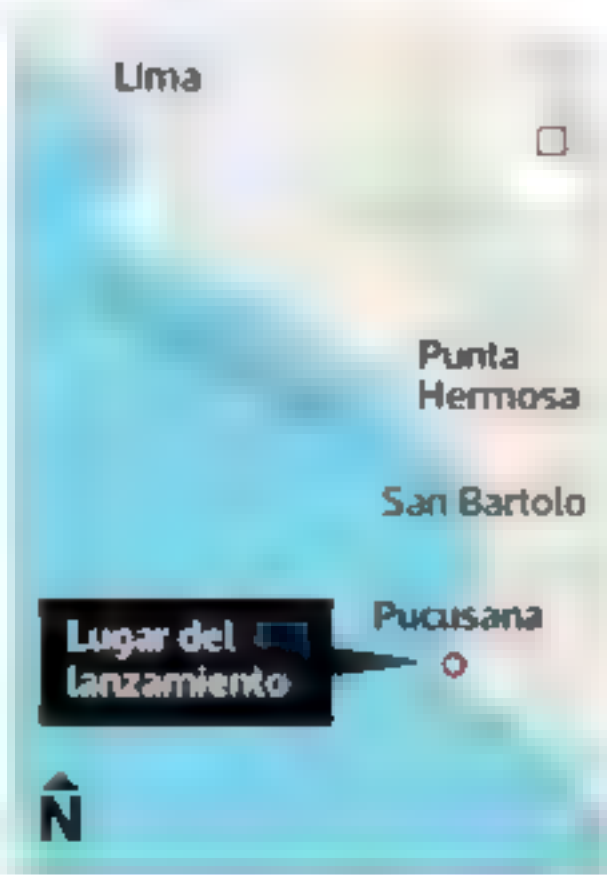 Lima
Punta
Hermosa
San Bartolo
Pucusana
Lugar del
lanzamiento
N